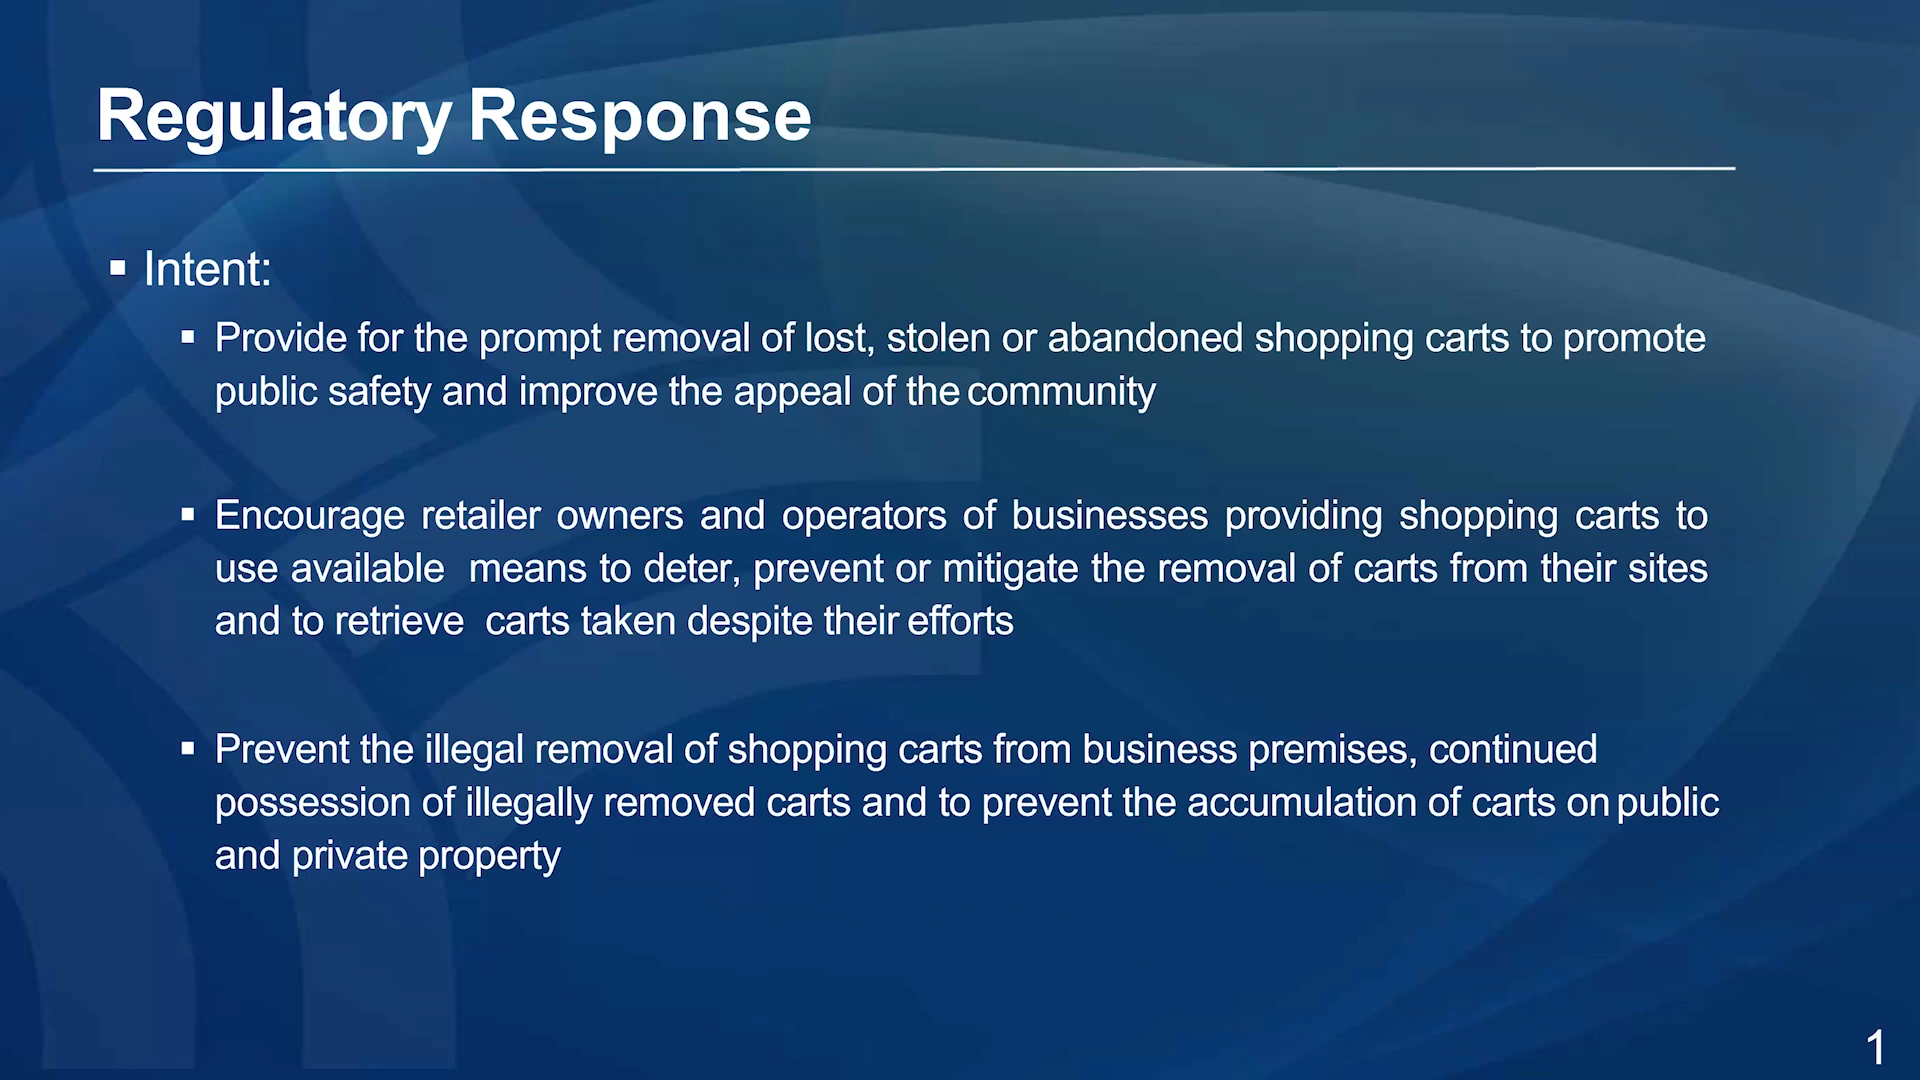 Regulatory Response
▪ Intent:
▪ Provide for the prompt removal of lost, stolen or abandoned shopping carts to promote
public safety and improve the appeal of the community
▪ Encourage retailer owners and operators of businesses providing shopping carts to
use available means to deter, prevent or mitigate the removal of carts from their sites
and to retrieve carts taken despite their efforts
▪ Prevent the illegal removal of shopping carts from business premises, continued
possession of illegally removed carts and to prevent the accumulation of carts on public
and private property
1